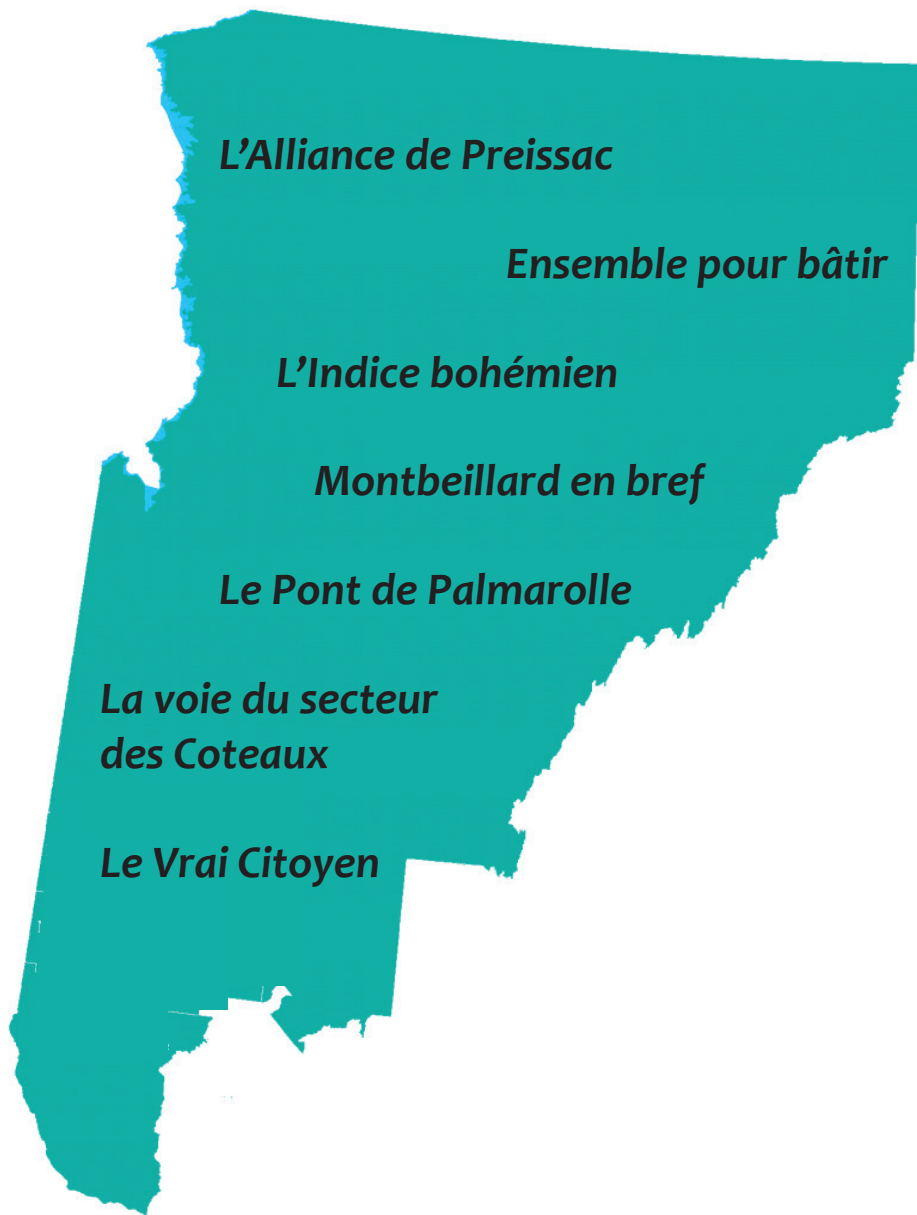 L’Alliance de Preissac
Ensemble pour bâtir
L’Indice bohémien
Montbeillard en bref
Le Pont de Palmarolle
La voie du secteur
des Coteaux
Le Vrai Citoyen